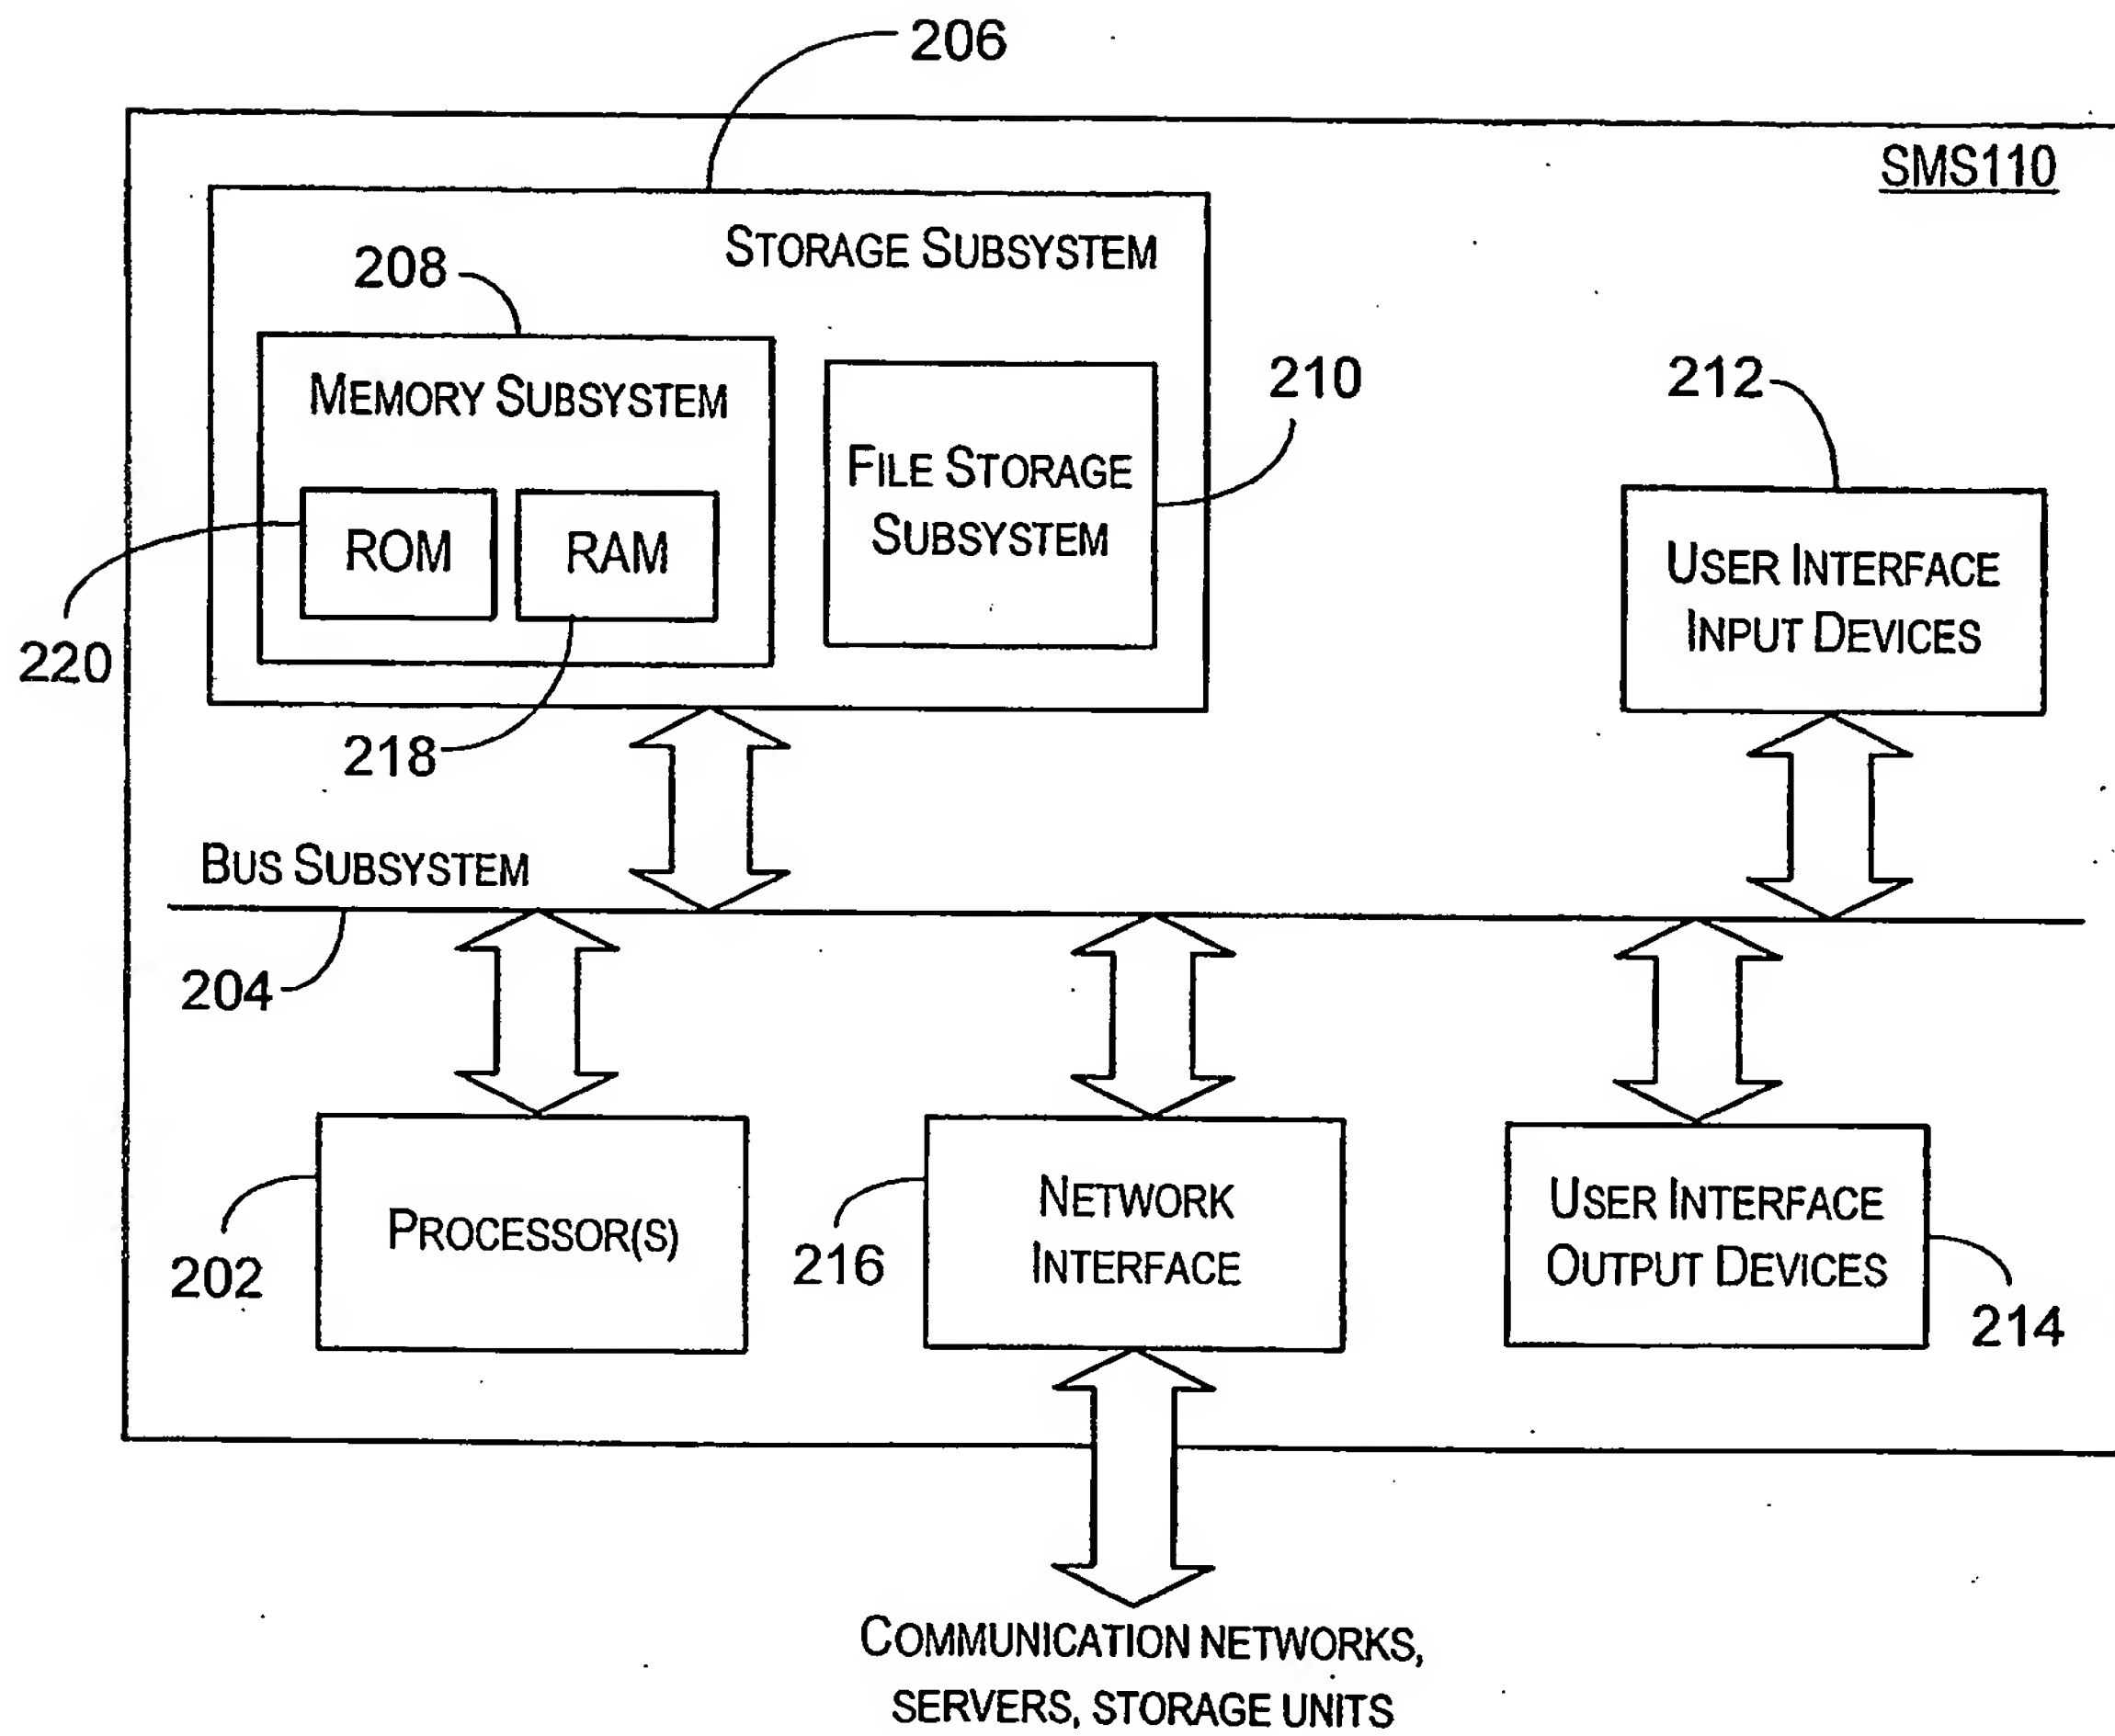 206
SMS110
STORAGE SUBSYSTEM
208
MEMORY SUBSYSTEM
210
212
FILE STORAGE
SUBSYSTEM
ROM
RAM
USER INTERFACE
INPUT DEVICES
220
218
BUS SUBSYSTEM
204
PROCESSOR(S)
202
NETWORK
INTERFACE
216
USER INTERFACE
OUTPUT DEVICES
214
COMMUNICATION NETWORKS,
SERVERS, STORAGE UNITS